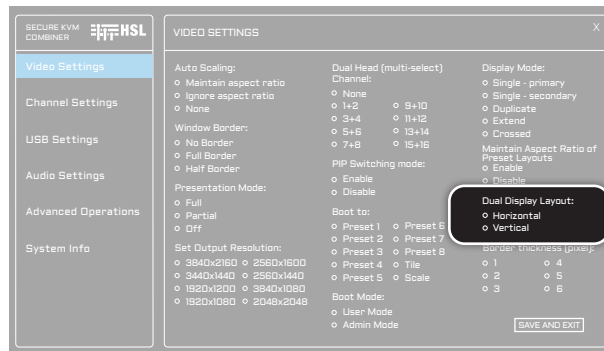 SECURE KVM
COMBINER
HSL
Video Settings
Channel Settings
USB Settings
Audio Settings
Advanced Operations
System Info
VIDEO SETTINGS
X
Auto Scaling:
Maintain aspect ratio
Ignore aspect ratio
None
Window Border:
No Border
Full Border
Half Border
Presentation Mode:
Full
Partial
Off
Set Output Resolution:
3840x2160 2560x1600
3440x1440 2560x1440
1920x1200 3840x1080
1920x1080 2048x2048
Dual Head (multi-select)
Channel:
None
1+2 9+10
3+4 11+12
5+6 13+14
7+8 15+16
PIP Switching mode:
Enable
Disable
Boot to:
Preset 1 Preset 6
Preset 2 Preset 7
Preset 3 Preset 8
Preset 4 Tile
Preset 5 Scale
Boot Mode:
User Mode
Admin Mode
Display Mode:
Single - primary
Single - secondary
Duplicate
Extend
Crossed
Maintain Aspect Ratio of
Preset Layouts
Enable
Disable
Dual Display Layout:
Horizontal
Vertical
Border thickness (pixel):
1 4
2 5
3 6
SAVE AND EXIT